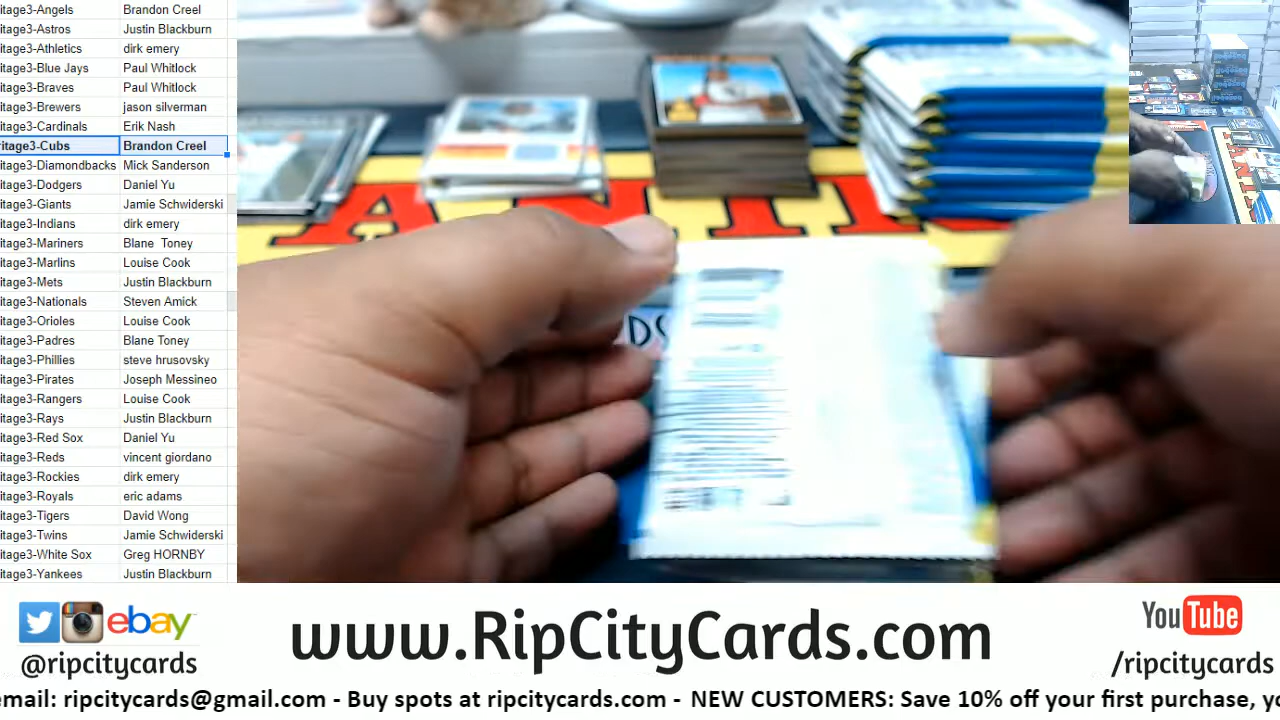 itage3-Angels Brandon Creel
itage3-Astros Justin Blackburn
itage3-Athletics dirk emery
itage3-Blue Jays Paul Whitlock
itage3-Braves Paul Whitlock
itage3-Brewers jason silverman
itage3-Cardinals Erik Nash
ritage3-Cubs Brandon Creel
itage3-Diamondbacks Mick Sanderson
itage3-Dodgers Daniel Yu
itage3-Giants Jamie Schwiderski
itage3-Indians dirk emery
itage3-Mariners Blane Toney
itage3-Marlins Louise Cook
itage3-Mets Justin Blackburn
itage3-Nationals Steven Amick
itage3-Orioles Louise Cook
itage3-Padres Blane Toney
itage3-Phillies steve hrusovsky
itage3-Pirates Joseph Messineo
itage3-Rangers Louise Cook
itage3-Rays Justin Blackburn
itage3-Red Sox Daniel Yu
itage3-Reds vincent giordano
itage3-Rockies dirk emery
itage3-Royals eric adams
itage3-Tigers David Wong
itage3-Twins Jamie Schwiderski
itage3-White Sox Greg HORNBY
itage3-Yankees Justin Blackburn
DS
ebay
@ripcitycards
www.RipCityCards.com
YouTube
/ripcitycards
email: ripcitycards@gmail.com - Buy spots at ripcitycards.com - NEW CUSTOMERS: Save 10% off your first purchase, yo